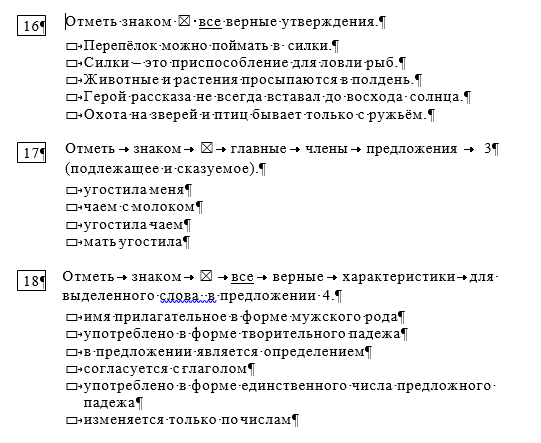 16 Отметь знаком ☒ все верные утверждения.
Перепёлок можно поймать в силки.
Силки – это приспособление для ловли рыб.
Животные и растения просыпаются в полдень.
Герой рассказа не всегда вставал до восхода солнца.
Охота на зверей и птиц бывает только с ружьём.
17 Отметь знаком ☒ главные члены предложения 3
(подлежащее и сказуемое).
угостила меня
чаем с молоком
угостила чаем
мать угостила
18 Отметь знаком ☒ все верные характеристики для
выделенного слова в предложении 4.
имя прилагательное в форме мужского рода
употреблено в форме творительного падежа
в предложении является определением
согласуется с глаголом
употреблено в форме единственного числа предложного
падежа
изменяется только по числам